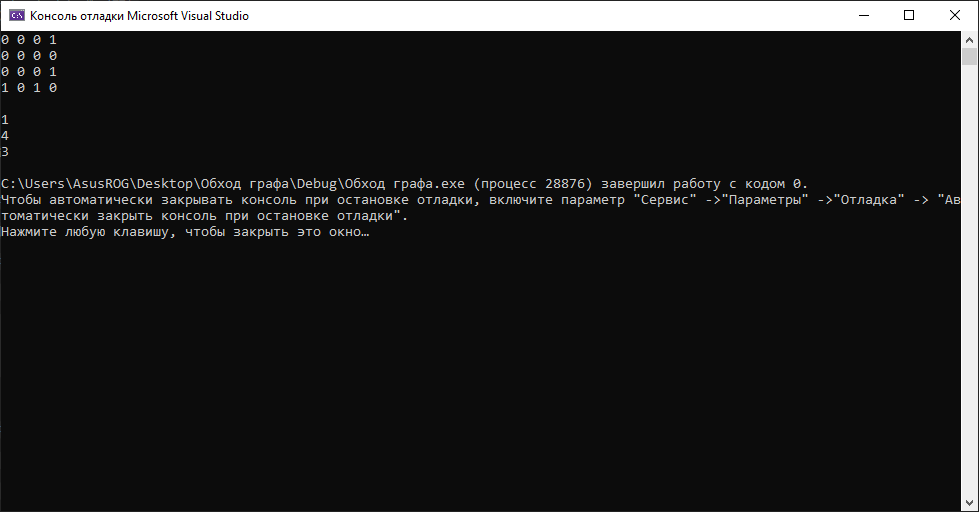 Консоль отладки Microsoft Visual Studio
0 0 0 1
0 0 0 0
0 0 0 1
1 0 1 0
1
4
3
C:\Users\AsusROG\Desktop\Обход графа\Debug\Обход графа.exe (процесс 28876) завершил работу с кодом 0.
Чтобы автоматически закрывать консоль при остановке отладки, включите параметр "Сервис" ->"Параметры" ->"Отладка" -> "Ав
томатически закрыть консоль при остановке отладки".
Нажмите любую клавишу, чтобы закрыть это окно…